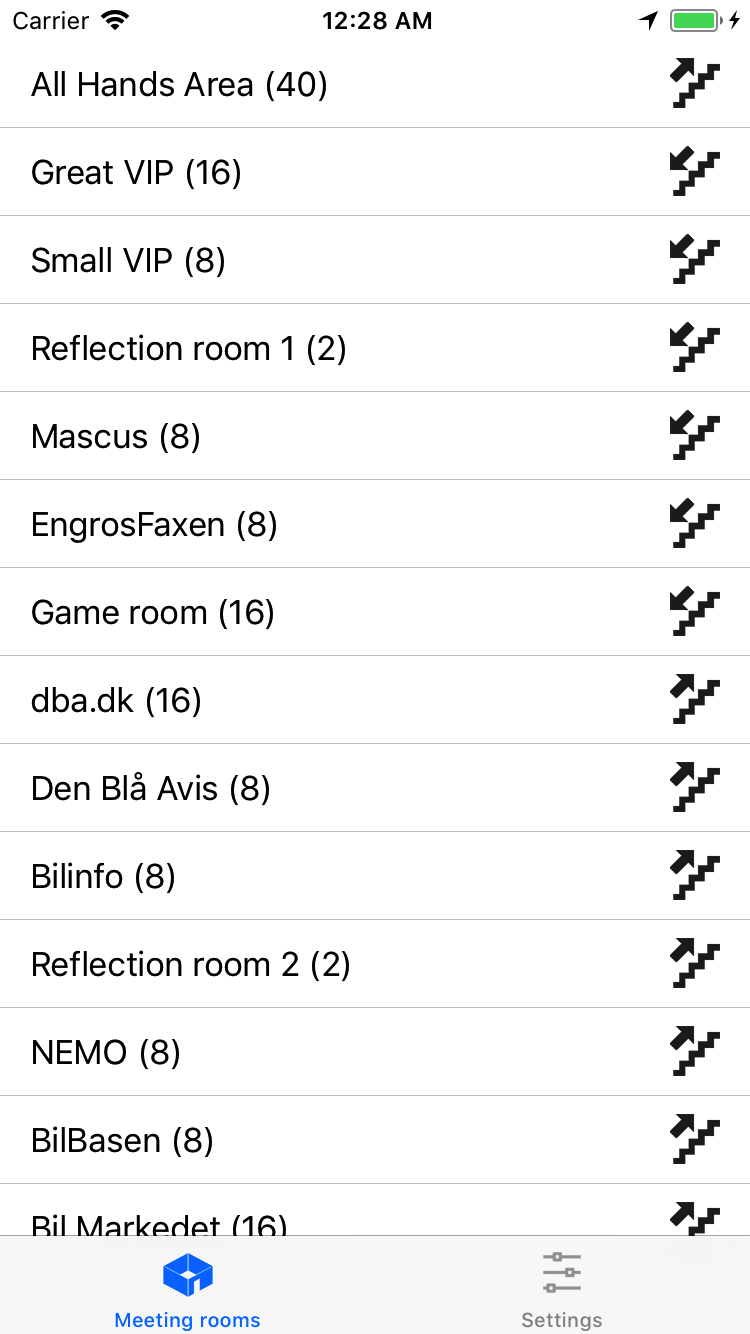 Carrier 12:28 AM
All Hands Area (40)
Great VIP (16)
Small VIP (8)
Reflection room 1 (2)
Mascus (8)
EngrosFaxen (8)
Game room (16)
dba.dk (16)
Den Blå Avis (8)
Bilinfo (8)
Reflection room 2 (2)
NEMO (8)
BilBasen (8)
Bil Markedet (16)
Meeting rooms Settings